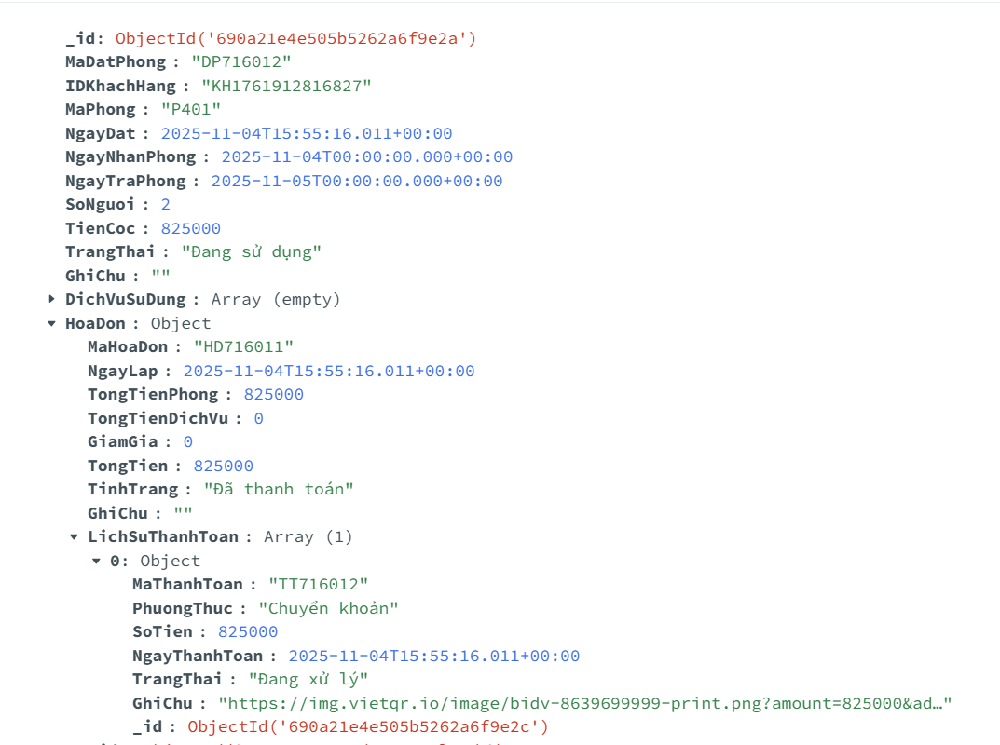 _id: ObjectId('690a21e4e505b5262a6f9e2a')
MaDatPhong : "DP716012"
IDKhachHang : "KH1761912816827"
MaPhong : "P401"
NgayDat : 2025-11-04T15:55:16.011+00:00
NgayNhanPhong : 2025-11-04T00:00:00.000+00:00
NgayTraPhong : 2025-11-05T00:00:00.000+00:00
SoNguoi : 2
TienCoc : 825000
TrangThai : "Đang sử dụng"
GhiChu : ""
DichVuSuDung : Array (empty)
HoaDon : Object
MaHoaDon : "HD716011"
NgayLap : 2025-11-04T15:55:16.011+00:00
TongTienPhong : 825000
TongTienDichVu : 0
GiamGia : 0
TongTien : 825000
TinhTrang : "Đã thanh toán"
GhiChu : ""
LichSuThanhToan : Array (1)
0: Object
MaThanhToan : "TT716012"
PhuongThuc : "Chuyển khoản"
SoTien : 825000
NgayThanhToan : 2025-11-04T15:55:16.011+00:00
TrangThai : "Đang xử lý"
GhiChu : "https://img.vietqr.io/image/bidv-8639699999-print.png?amount=825000&ad…"
_id : ObjectId('690a21e4e505b5262a6f9e2c')